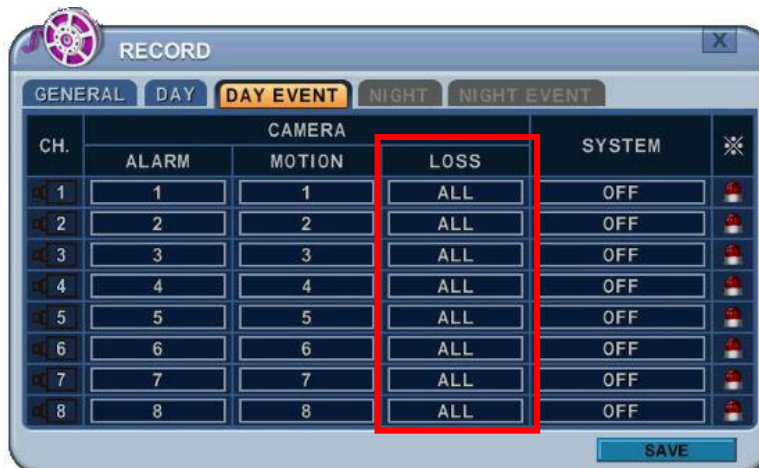 RECORD X
GENERAL DAY DAY EVENT NIGHT NIGHT EVENT
CH. CAMERA SYSTEM ※
ALARM MOTION LOSS
1 1 1 ALL OFF
2 2 2 ALL OFF
3 3 3 ALL OFF
4 4 4 ALL OFF
5 5 5 ALL OFF
6 6 6 ALL OFF
7 7 7 ALL OFF
8 8 8 ALL OFF
SAVE